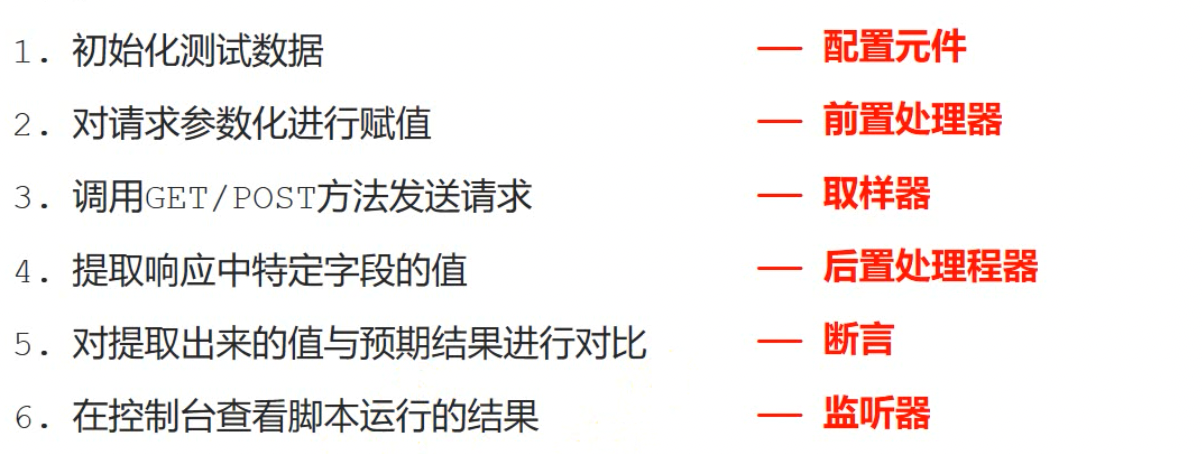 1. 初始化测试数据 — 配置元件
2. 对请求参数化进行赋值 — 前置处理器
3. 调用GET/POST方法发送请求 — 取样器
4. 提取响应中特定字段的值 — 后置处理程器
5. 对提取出来的值与预期结果进行对比 — 断言
6. 在控制台查看脚本运行的结果 — 监听器